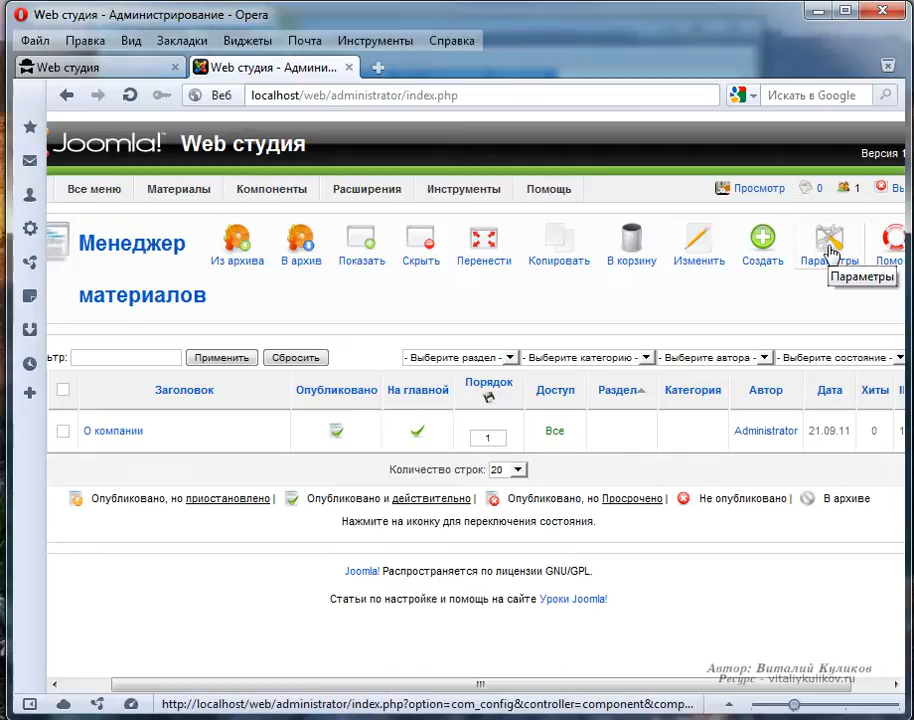 Web студия - Администрирование - Opera
Файл Правка Вид Закладки Виджеты Почта Инструменты Справка
Web студия Web студия - Админи...
Веб localhost/web/administrator/index.php Искать в Google
Joomla! Web студия
Версия 1
Все меню Материалы Компоненты Расширения Инструменты Помощь Просмотр 0 1 Вы
Менеджер материалов
Из архива В архив Показать Скрыть Перенести Копировать В корзину Изменить Создать Параметры Помо
Параметры
ьтр: Применить Сбросить - Выберите раздел - - Выберите категорию - - Выберите автора - - Выберите состояние -
Заголовок Опубликовано На главной Порядок Доступ Раздел Категория Автор Дата Хиты
О компании 1 Все Administrator 21.09.11 0
Количество строк: 20
Опубликовано, но приостановлено | Опубликовано и действительно | Опубликовано, но Просрочено | Не опубликовано | В архиве
Нажмите на иконку для переключения состояния.
Joomla! Распространяется по лицензии GNU/GPL.
Статьи по настройке и помощь на сайте Уроки Joomla!
Автор: Виталий Куликов
Ресурс - vitaliykulikov.ru
http://localhost/web/administrator/index.php?option=com_config&controller=component&comp...